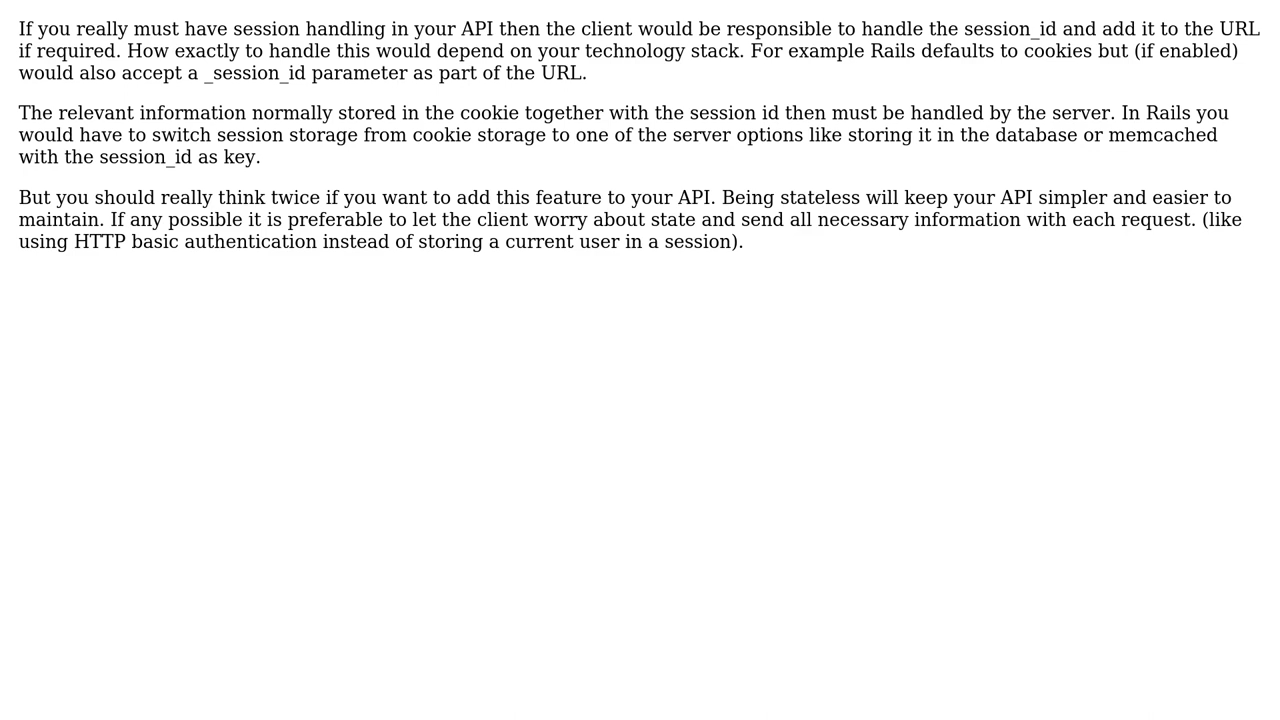 If you really must have session handling in your API then the client would be responsible to handle the session_id and add it to the URL
if required. How exactly to handle this would depend on your technology stack. For example Rails defaults to cookies but (if enabled)
would also accept a _session_id parameter as part of the URL.
The relevant information normally stored in the cookie together with the session id then must be handled by the server. In Rails you
would have to switch session storage from cookie storage to one of the server options like storing it in the database or memcached
with the session_id as key.
But you should really think twice if you want to add this feature to your API. Being stateless will keep your API simpler and easier to
maintain. If any possible it is preferable to let the client worry about state and send all necessary information with each request. (like
using HTTP basic authentication instead of storing a current user in a session).